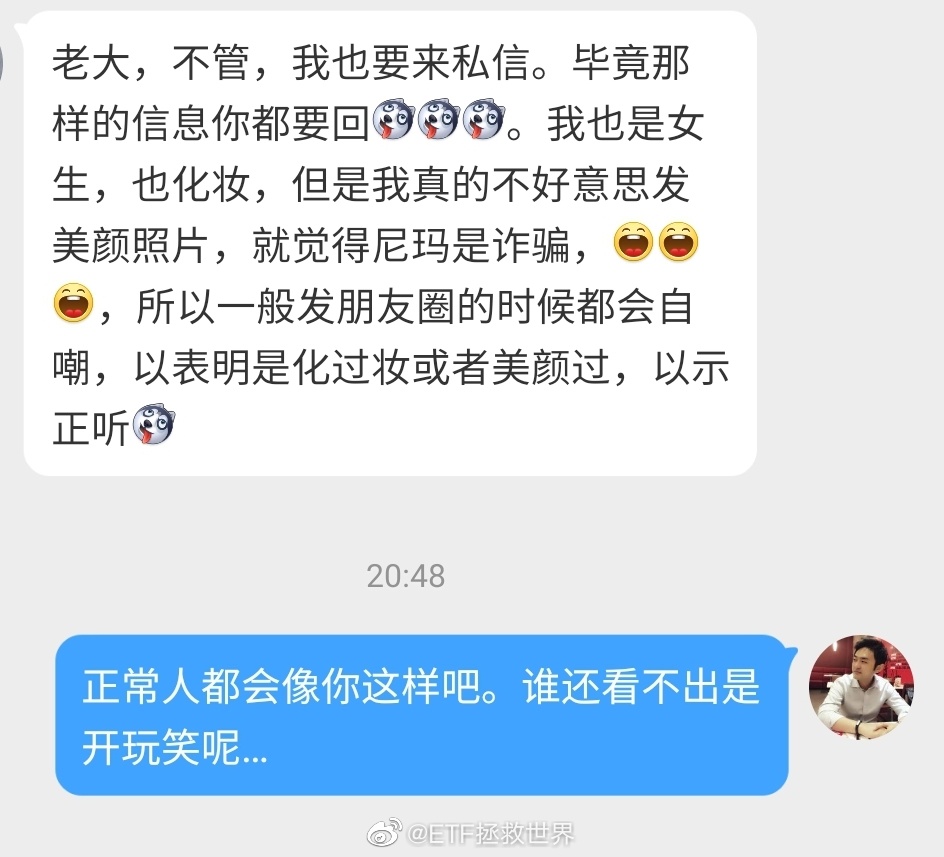 老大，不管，我也要来私信。毕竟那
样的信息你都要回。我也是女
生，也化妆，但是我真的不好意思发
美颜照片，就觉得尼玛是诈骗，
，所以一般发朋友圈的时候都会自
嘲，以表明是化过妆或者美颜过，以示
正听
20:48
正常人都会像你这样吧。谁还看不出是
开玩笑呢...
@ETF拯救世界